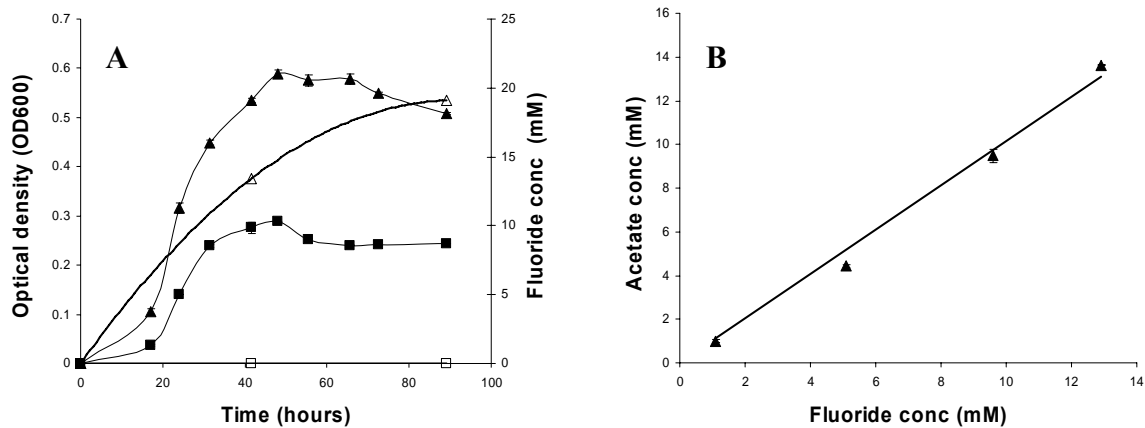 A
Optical density (OD600)
0.7
0.6
0.5
0.4
0.3
0.2
0.1
0
0 20 40 60 80 100
Time (hours)
25
20
15
10
5
0
Fluoride conc (mM)
B
Acetate conc (mM)
16
14
12
10
8
6
4
2
0
0 2 4 6 8 10 12 14
Fluoride conc (mM)